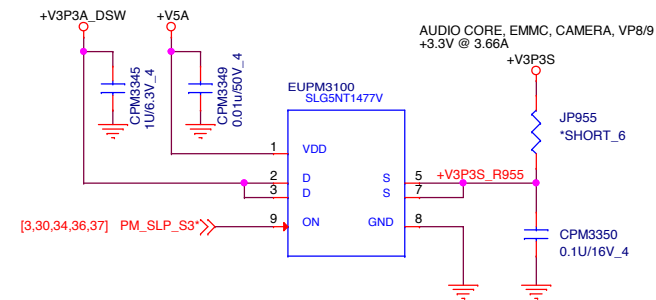 +V3P3A_DSW
+V5A
AUDIO CORE, EMMC, CAMERA, VP8/9
+3.3V @ 3.66A
+V3P3S
CPM3345
1U/6.3V_4
CPM3349
0.01u/50V_4
EUPM3100
SLG5NT1477V
JP955
*SHORT_6
1 VDD
2 D S 5 +V3P3S_R955
3 D S 7
[3,30,34,36,37] PM_SLP_S3* 9 ON GND 8
CPM3350
0.1U/16V_4